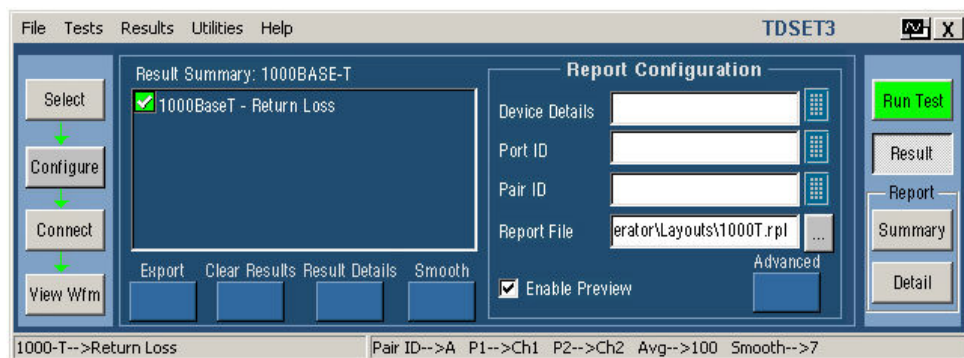 File Tests Results Utilities Help TDSET3 X
Select
Configure
Connect
View Wfm
Result Summary: 1000BASE-T
1000BaseT - Return Loss
Export Clear Results Result Details Smooth
Report Configuration
Device Details
Port ID
Pair ID
Report File erator\Layouts\1000T.rpl ...
Enable Preview
Advanced
Run Test
Result
Report
Summary
Detail
1000-T-->Return Loss Pair ID-->A P1-->Ch1 P2-->Ch2 Avg-->100 Smooth-->7